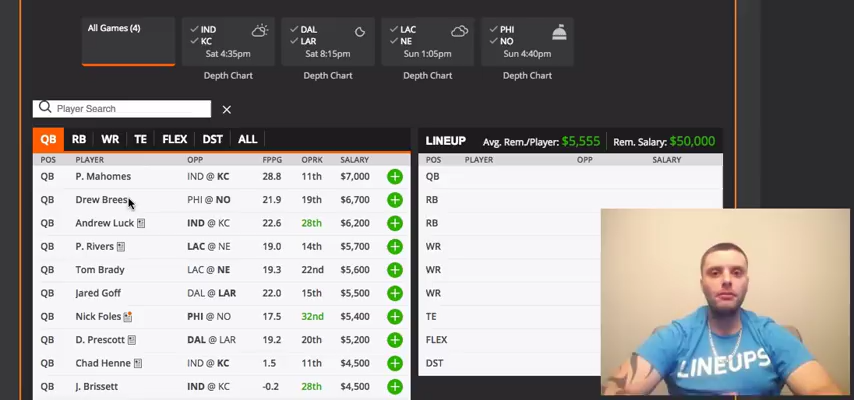 All Games (4)
IND
KC
Sat 4:35pm
DAL
LAR
Sat 8:15pm
LAC
NE
Sun 1:05pm
PHI
NO
Sun 4:40pm
Depth Chart
Depth Chart
Depth Chart
Depth Chart
Player Search
QB RB WR TE FLEX DST ALL
POS PLAYER OPP FPPG OPRK SALARY
QB P. Mahomes IND @ KC 28.8 11th $7,000
QB Drew Brees PHI @ NO 21.9 19th $6,700
QB Andrew Luck IND @ KC 22.6 28th $6,200
QB P. Rivers LAC @ NE 19.0 14th $5,700
QB Tom Brady LAC @ NE 19.3 22nd $5,600
QB Jared Goff DAL @ LAR 22.0 15th $5,500
QB Nick Foles PHI @ NO 17.5 32nd $5,400
QB D. Prescott DAL @ LAR 19.2 20th $5,200
QB Chad Henne IND @ KC 1.5 11th $4,500
QB J. Brissett IND @ KC -0.2 28th $4,500
LINEUP Avg. Rem./Player: $5,555 Rem. Salary: $50,000
POS PLAYER OPP SALARY
QB
RB
RB
WR
WR
WR
TE
FLEX
DST
LINEUPS